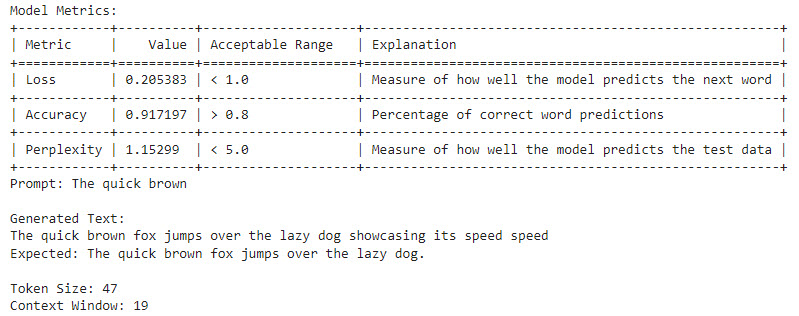 Model Metrics:
+------------+----------+--------------------+------------------------------------------------------+
| Metric     |    Value | Acceptable Range   | Explanation                                          |
+============+==========+====================+======================================================+
| Loss       | 0.205383 | < 1.0              | Measure of how well the model predicts the next word |
+------------+----------+--------------------+------------------------------------------------------+
| Accuracy   | 0.917197 | > 0.8              | Percentage of correct word predictions               |
+------------+----------+--------------------+------------------------------------------------------+
| Perplexity | 1.15299  | < 5.0              | Measure of how well the model predicts the test data |
+------------+----------+--------------------+------------------------------------------------------+
Prompt: The quick brown

Generated Text:
The quick brown fox jumps over the lazy dog showcasing its speed speed
Expected: The quick brown fox jumps over the lazy dog.

Token Size: 47
Context Window: 19